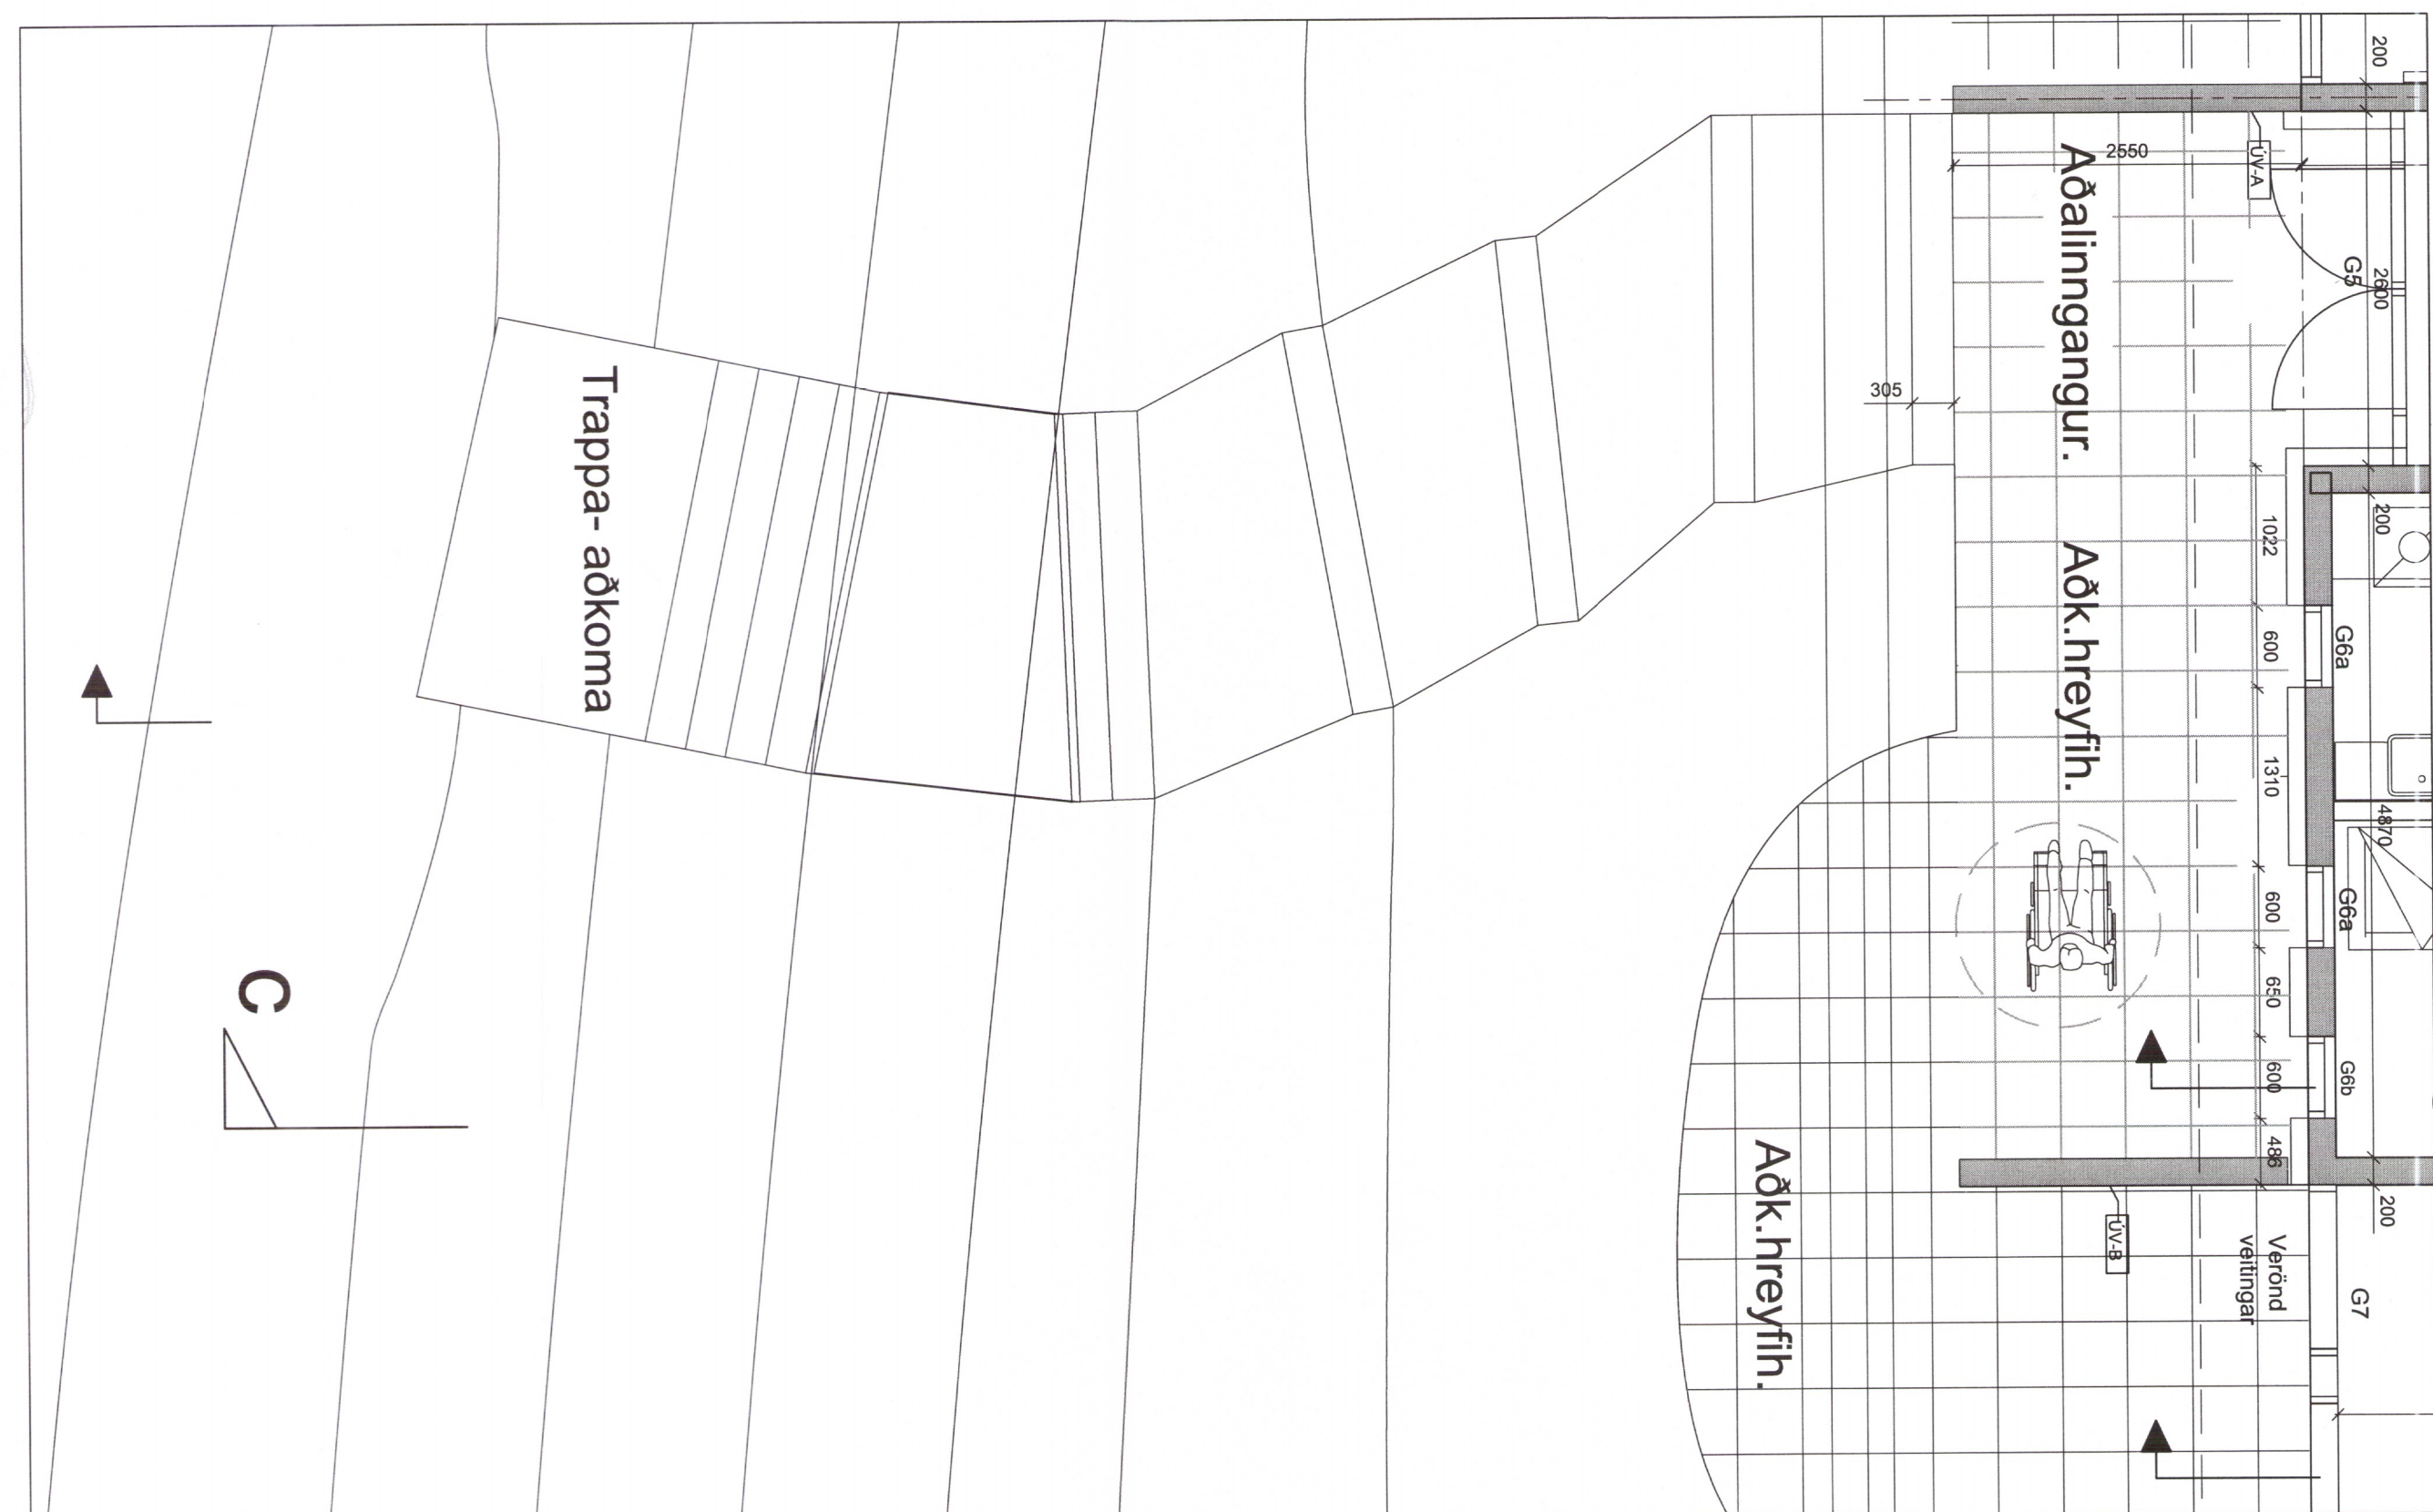 200
2550
ÚV-A
G5
2600
Aðalinngangur.
305
200
1022
600
G6a
Aðk.hreyfih.
1310
4870
600
G6a
650
600
G6b
486
200
ÚV-B
Verönd
veitingar
G7
Aðk.hreyfih.
Trappa- aðkoma
C